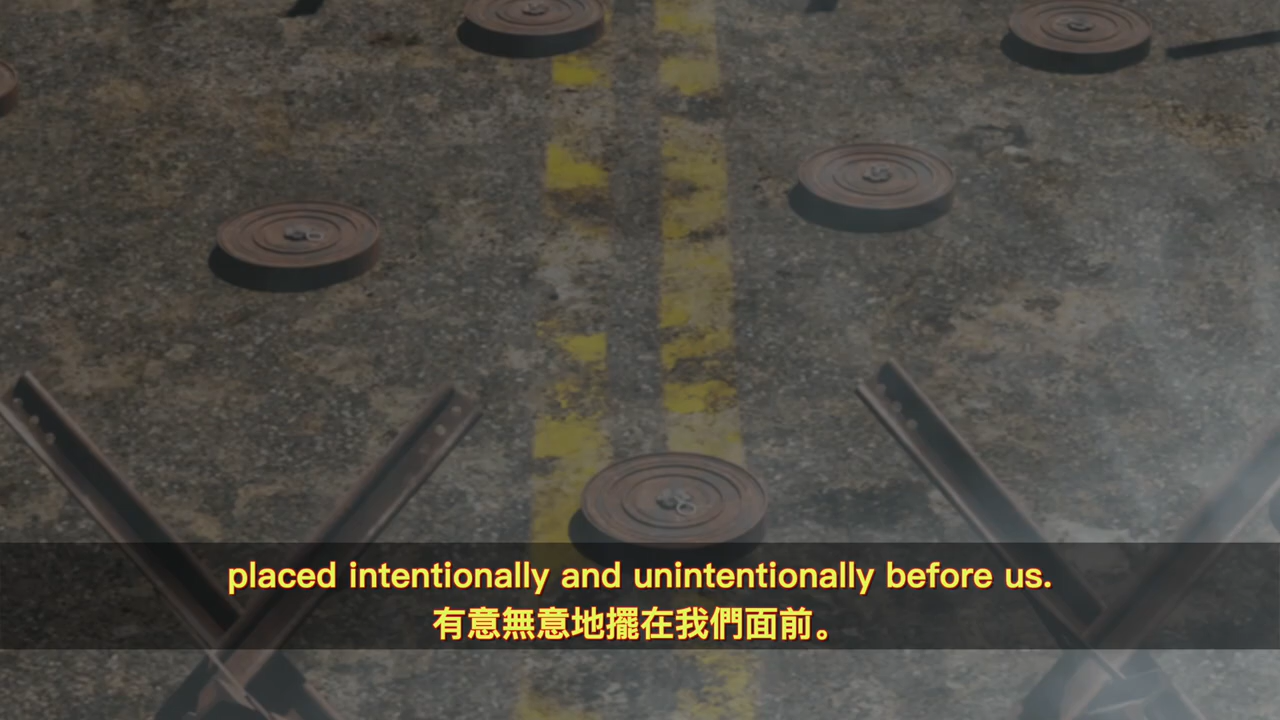 placed intentionally and unintentionally before us.
有意無意地擺在我們面前。